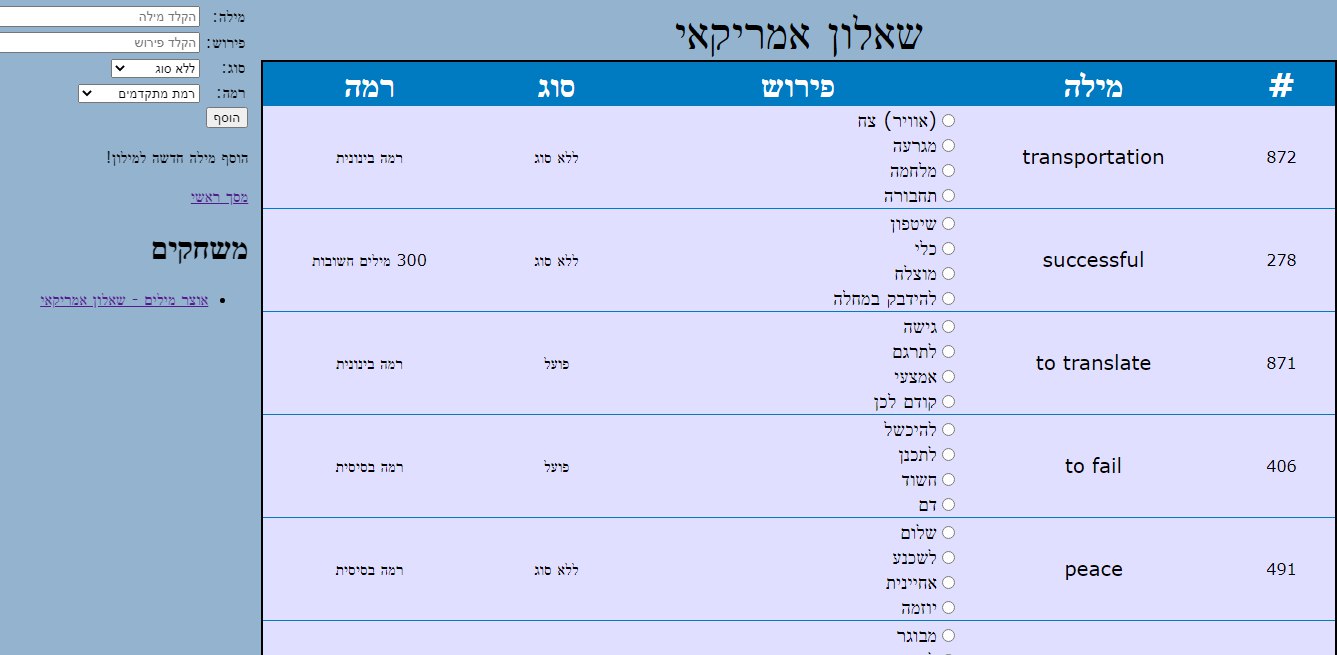 שאלון אמריקאי
# מילה פירוש סוג רמה
872 transportation (אוויר) צח ללא סוג רמה בינונית
מגרעה
מלחמה
תחבורה
278 successful שיטפון ללא סוג 300 מילים חשובות
כלי
מוצלח
להידבק במחלה
871 to translate גישה פועל רמה בינונית
לתרגם
אמצעי
קודם לכן
406 to fail להיכשל פועל רמה בסיסית
לתכנן
חשוד
דם
491 peace שלום ללא סוג רמה בסיסית
לשכנע
אחיינית
יוזמה
מבוגר
מילה: הקלד מילה
פירוש: הקלד פירוש
סוג: ללא סוג
רמה: רמת מתקדמים
הוסף
הוסף מילה חדשה למילון!
מסך ראשי
משחקים
אוצר מילים - שאלון אמריקאי